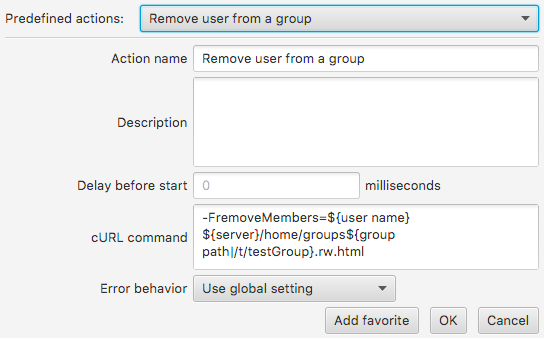 Predefined actions: Remove user from a group
Action name Remove user from a group
Description
Delay before start 0 milliseconds
cURL command
-FremoveMembers=${user name}
${server}/home/groups${group
path|/t/testGroup}.rw.html
Error behavior Use global setting
Add favorite OK Cancel